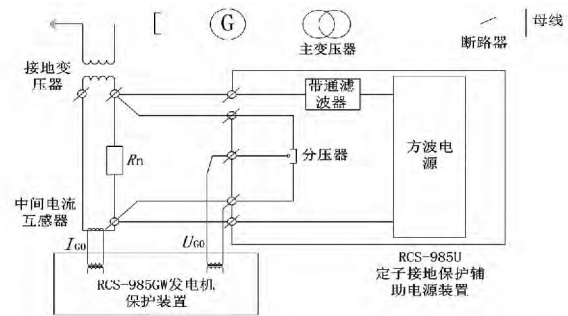 G
主变压器
断路器
母线
接地变
压器
带通滤
波器
方波电
源
Rn
分压器
中间电流
互感器
IG0
UG0
RCS-985GW发电机
保护装置
RCS-985U
定子接地保护辅
助电源装置